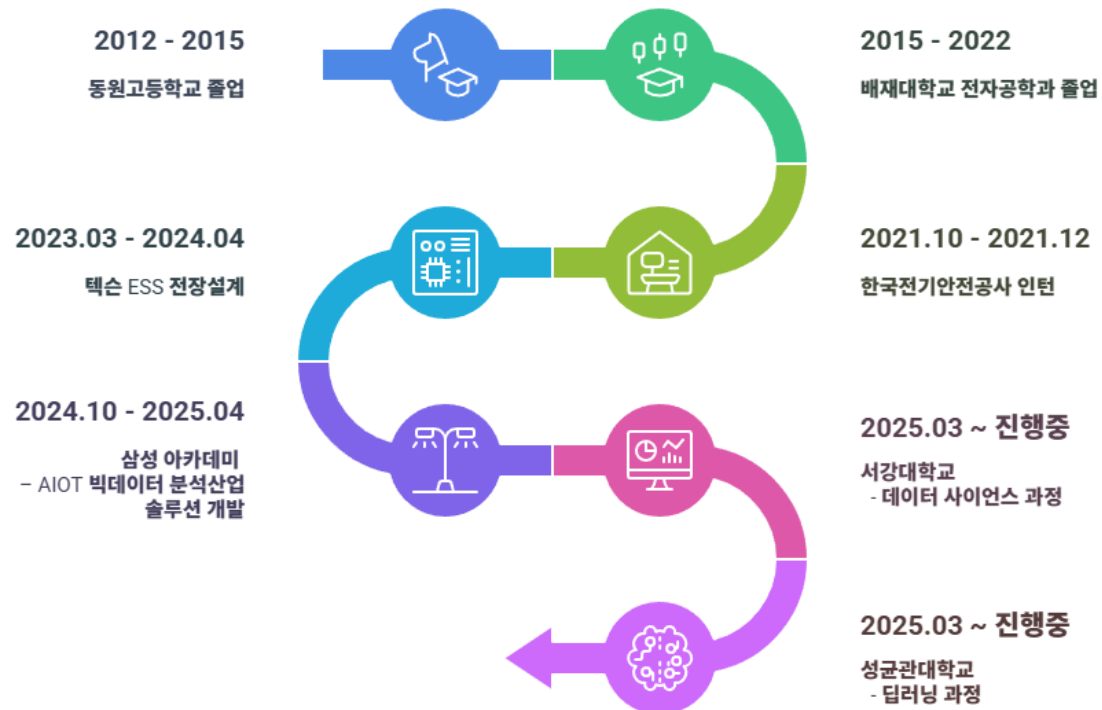 2012 - 2015
동원고등학교 졸업
2015 - 2022
배재대학교 전자공학과 졸업
2021.10 - 2021.12
한국전기안전공사 인턴
2023.03 - 2024.04
텍슨 ESS 전장설계
2024.10 - 2025.04
삼성 아카데미
– AIOT 빅데이터 분석산업
솔루션 개발
2025.03 ~ 진행중
서강대학교
- 데이터 사이언스 과정
2025.03 ~ 진행중
성균관대학교
- 딥러닝 과정